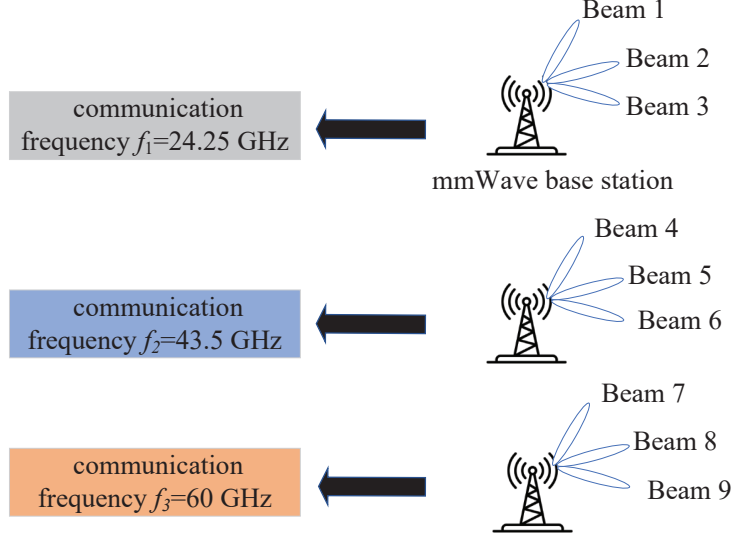 Beam 1
Beam 2
Beam 3
communication
frequency f1=24.25 GHz
mmWave base station
Beam 4
Beam 5
Beam 6
communication
frequency f2=43.5 GHz
Beam 7
Beam 8
Beam 9
communication
frequency f3=60 GHz